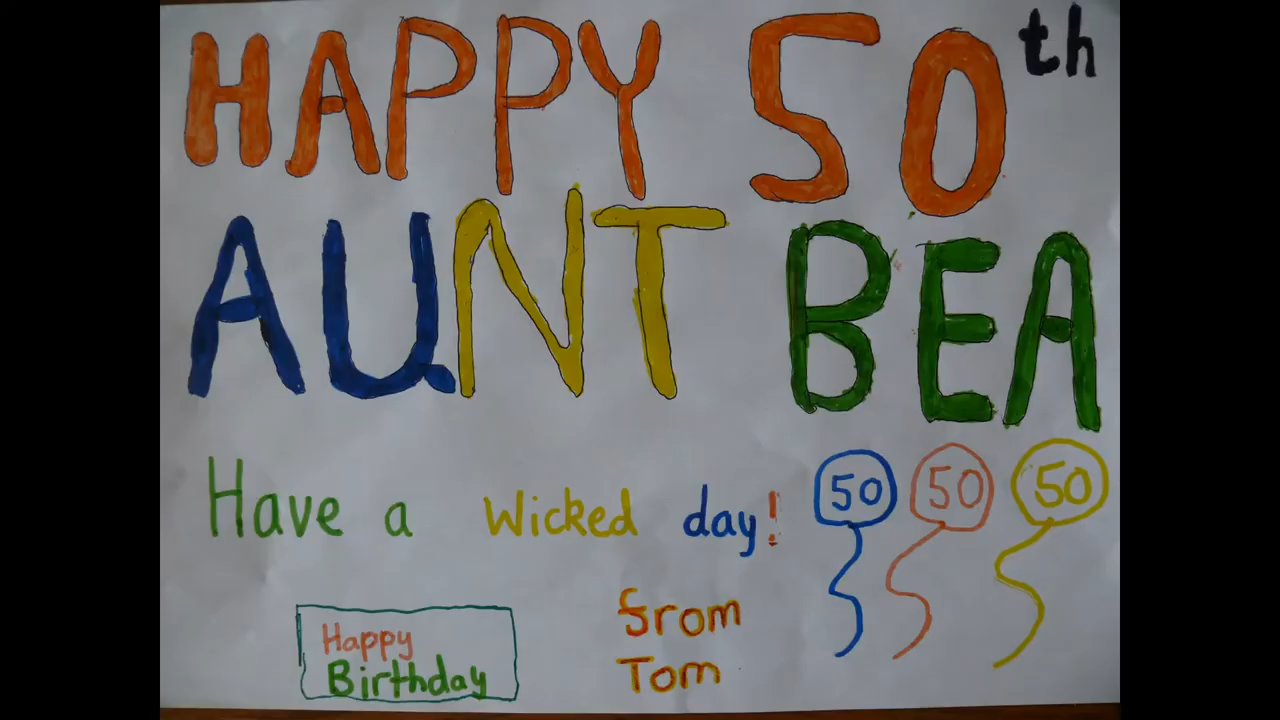 HAPPY 50th
AUNT BEA
Have a Wicked day!
50 50 50
from
Tom
Happy
Birthday